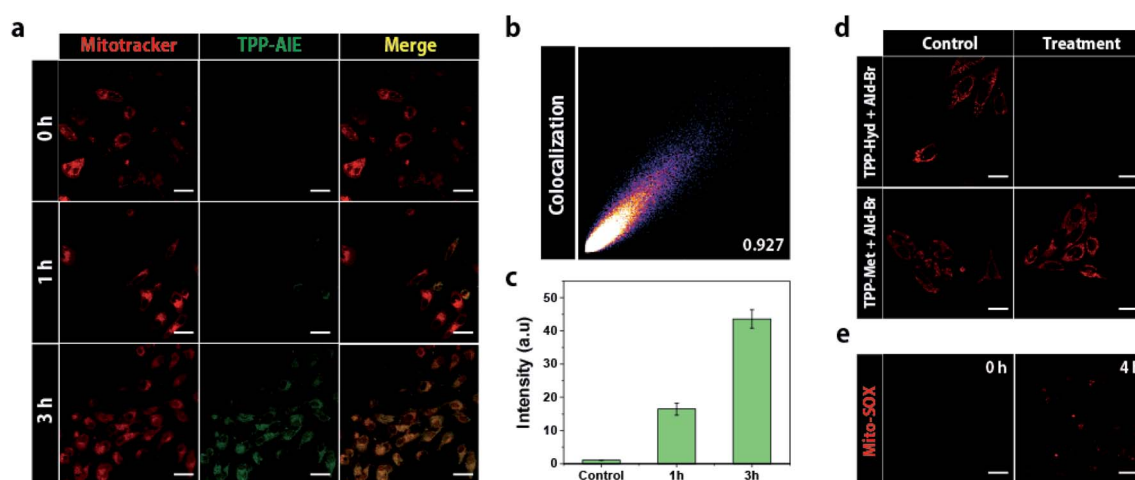 a
Mitotracker TPP-AIE Merge
0 h
1 h
3 h
b
Colocalization
0.927
c
Intensity (a.u)
50
40
30
20
10
0
Control 1h 3h
d
Control Treatment
TPP-Hyd + Ald-Br
TPP-Met + Ald-Br
e
Mito-SOX
0 h
4